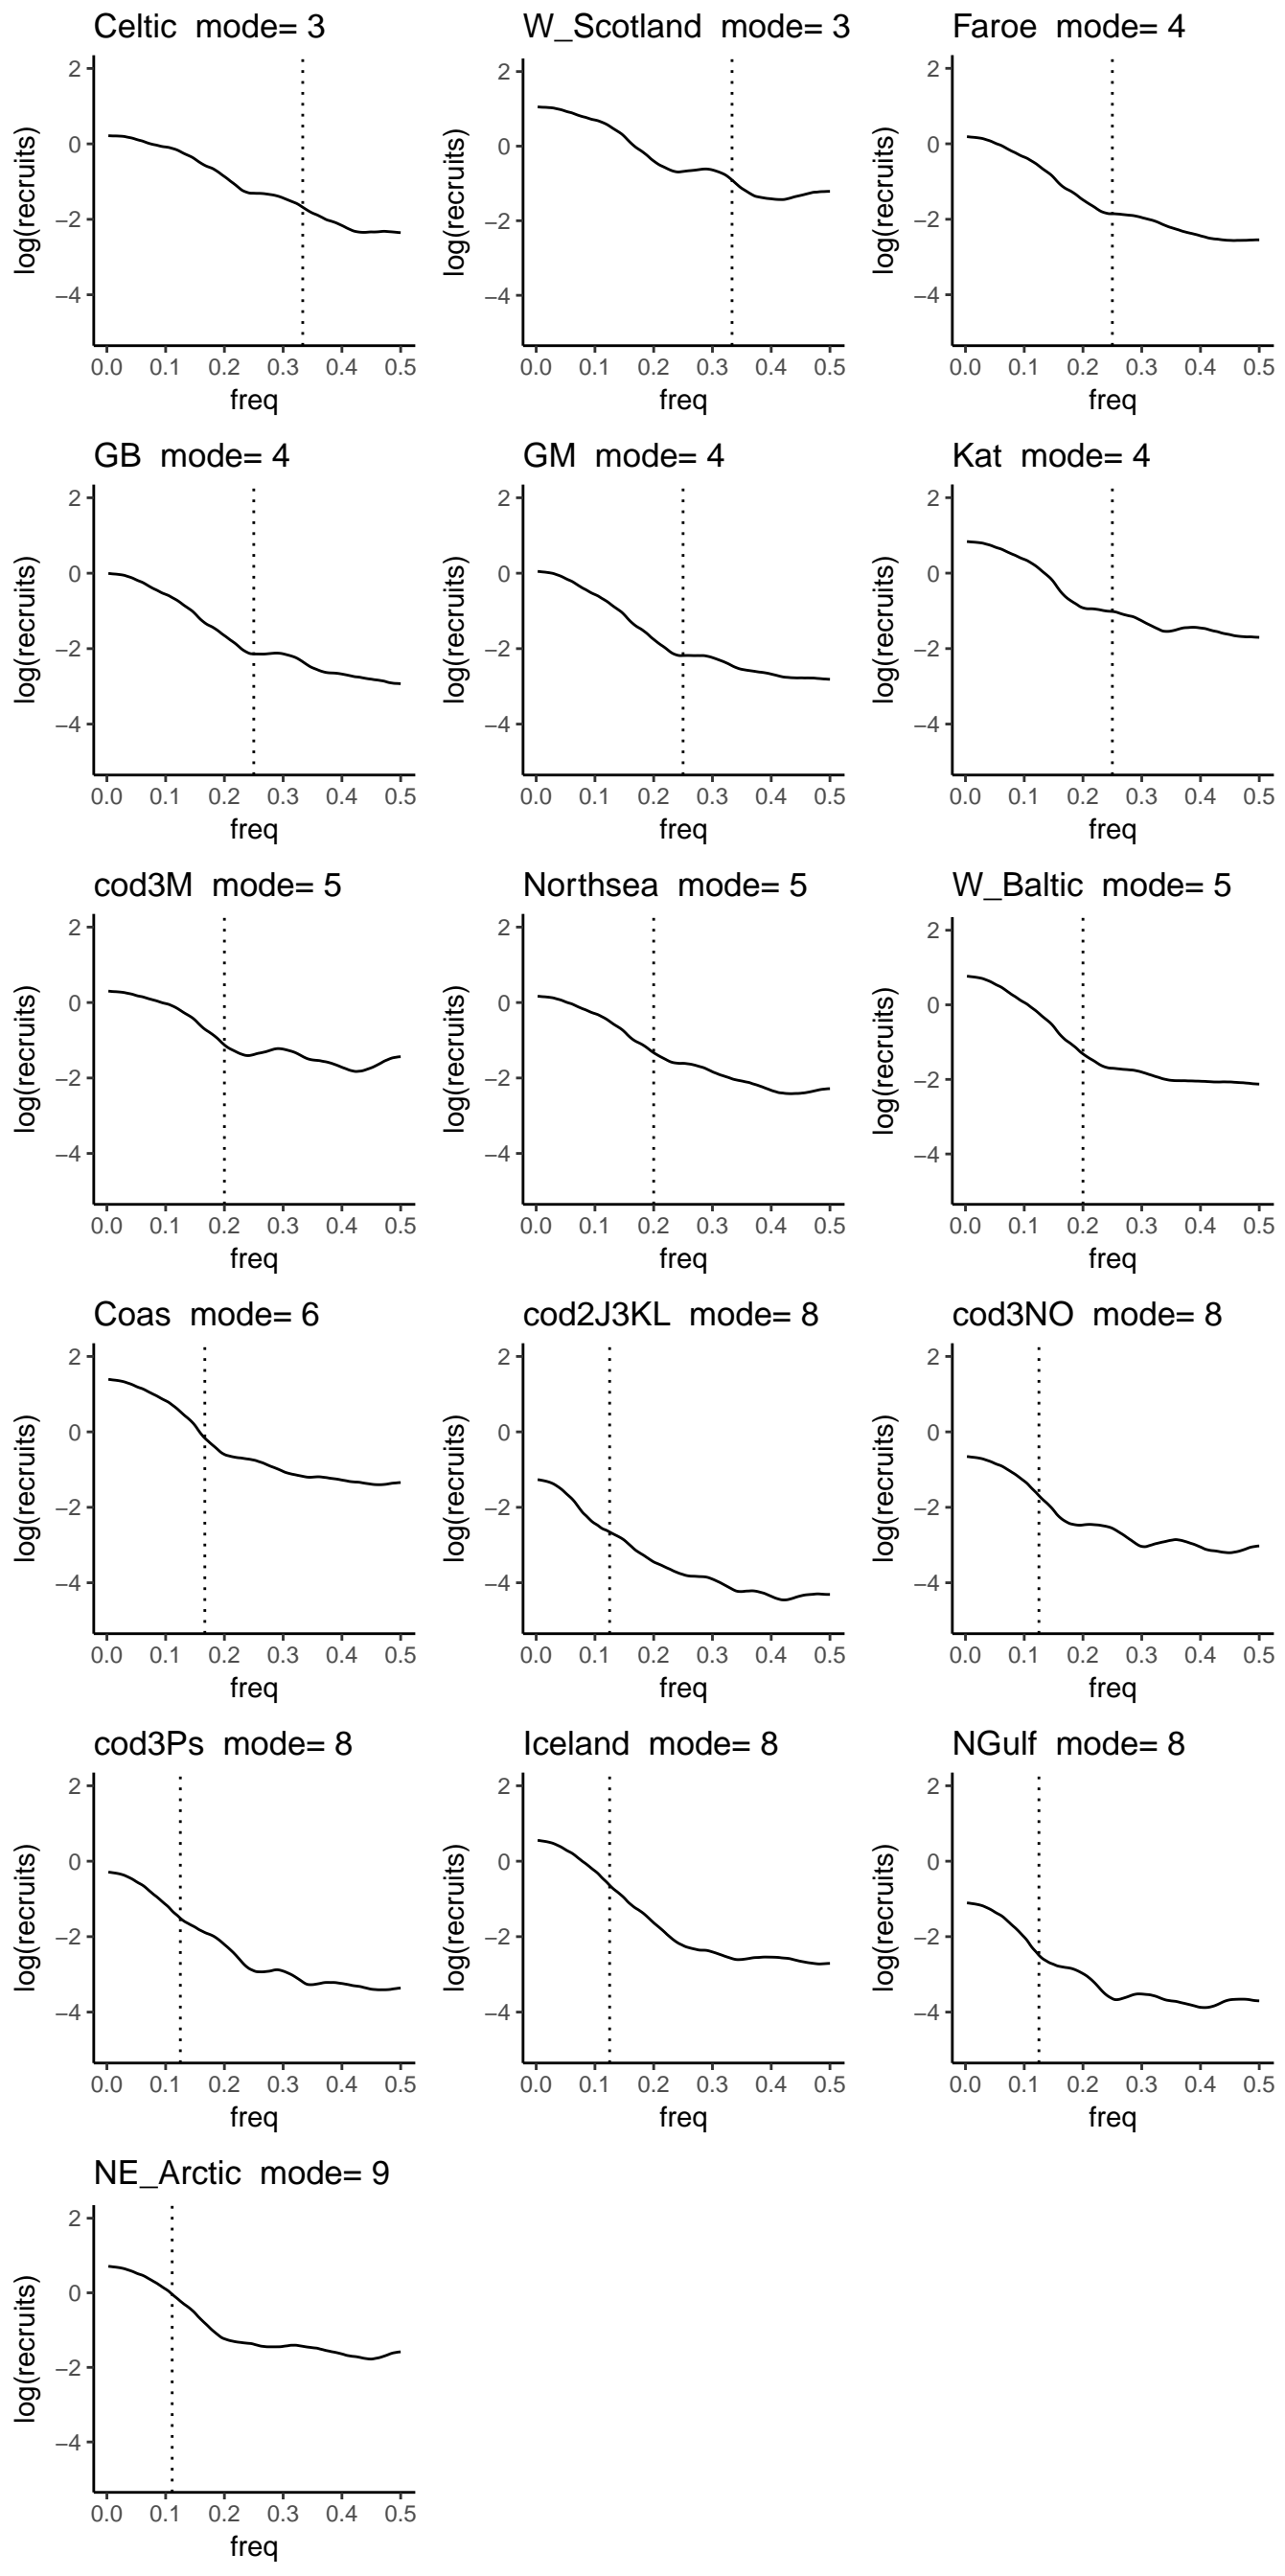 Celtic  mode= 3
W_Scotland  mode= 3
Faroe  mode= 4
log(recruits)
2
0
−2
−4
0.0 0.1 0.2 0.3 0.4 0.5
freq
log(recruits)
2
0
−2
−4
0.0 0.1 0.2 0.3 0.4 0.5
freq
log(recruits)
2
0
−2
−4
0.0 0.1 0.2 0.3 0.4 0.5
freq
GB  mode= 4
GM  mode= 4
Kat  mode= 4
log(recruits)
2
0
−2
−4
0.0 0.1 0.2 0.3 0.4 0.5
freq
log(recruits)
2
0
−2
−4
0.0 0.1 0.2 0.3 0.4 0.5
freq
log(recruits)
2
0
−2
−4
0.0 0.1 0.2 0.3 0.4 0.5
freq
cod3M  mode= 5
Northsea  mode= 5
W_Baltic  mode= 5
log(recruits)
2
0
−2
−4
0.0 0.1 0.2 0.3 0.4 0.5
freq
log(recruits)
2
0
−2
−4
0.0 0.1 0.2 0.3 0.4 0.5
freq
log(recruits)
2
0
−2
−4
0.0 0.1 0.2 0.3 0.4 0.5
freq
Coas  mode= 6
cod2J3KL  mode= 8
cod3NO  mode= 8
log(recruits)
2
0
−2
−4
0.0 0.1 0.2 0.3 0.4 0.5
freq
log(recruits)
2
0
−2
−4
0.0 0.1 0.2 0.3 0.4 0.5
freq
log(recruits)
2
0
−2
−4
0.0 0.1 0.2 0.3 0.4 0.5
freq
cod3Ps  mode= 8
Iceland  mode= 8
NGulf  mode= 8
log(recruits)
2
0
−2
−4
0.0 0.1 0.2 0.3 0.4 0.5
freq
log(recruits)
2
0
−2
−4
0.0 0.1 0.2 0.3 0.4 0.5
freq
log(recruits)
2
0
−2
−4
0.0 0.1 0.2 0.3 0.4 0.5
freq
NE_Arctic  mode= 9
log(recruits)
2
0
−2
−4
0.0 0.1 0.2 0.3 0.4 0.5
freq